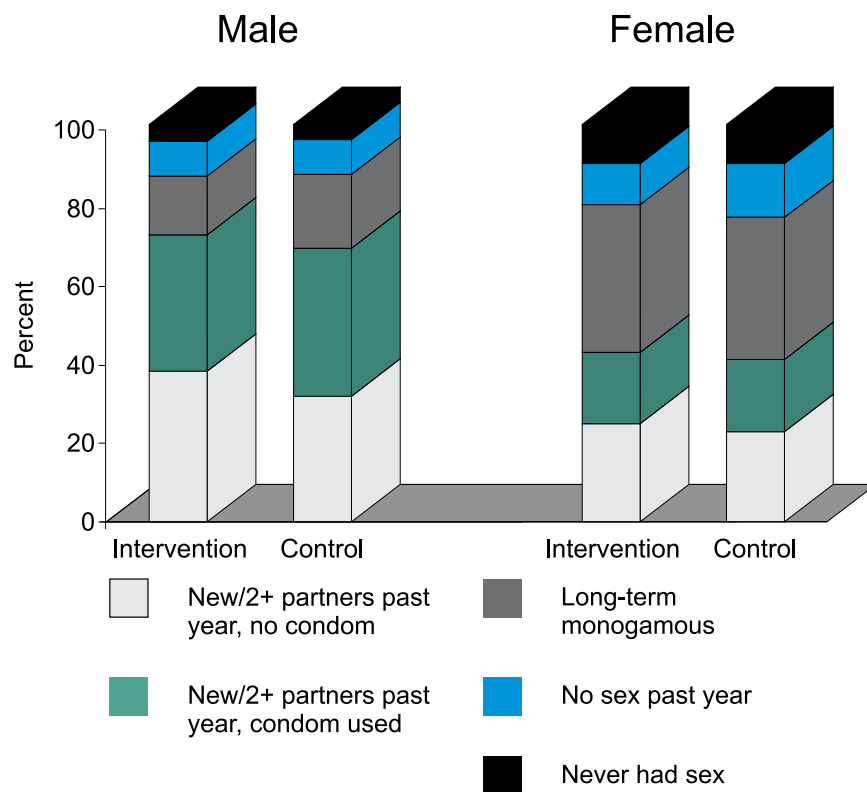 Male
Female
100
80
60
40
20
0
Percent
Intervention
Control
Intervention
Control
New/2+ partners past
year, no condom
Long-term
monogamous
New/2+ partners past
year, condom used
No sex past year
Never had sex